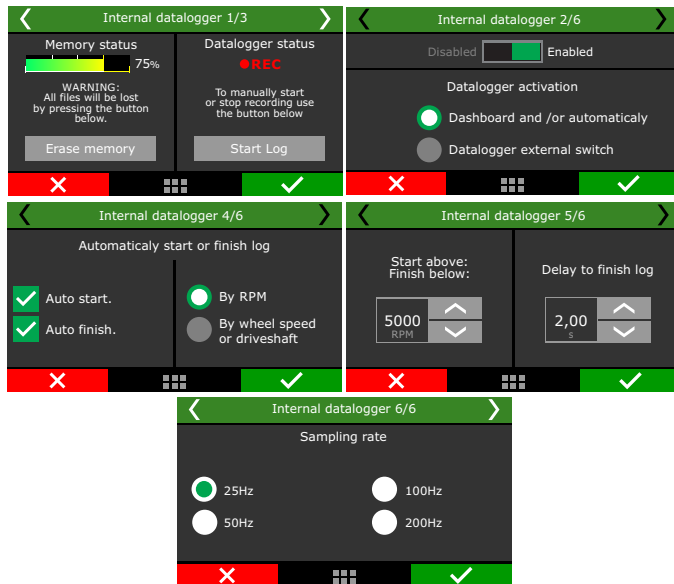 Internal datalogger 1/3
Memory status
75%
WARNING:
All files will be lost
by pressing the button
below.
Erase memory
Datalogger status
REC
To manually start
or stop recording use
the button below
Start Log
Internal datalogger 2/6
Disabled
Enabled
Datalogger activation
Dashboard and /or automaticaly
Datalogger external switch
Internal datalogger 4/6
Automaticaly start or finish log
Auto start.
Auto finish.
By RPM
By wheel speed
or driveshaft
Internal datalogger 5/6
Start above:
Finish below:
5000
RPM
Delay to finish log
2,00
s
Internal datalogger 6/6
Sampling rate
25Hz
100Hz
50Hz
200Hz